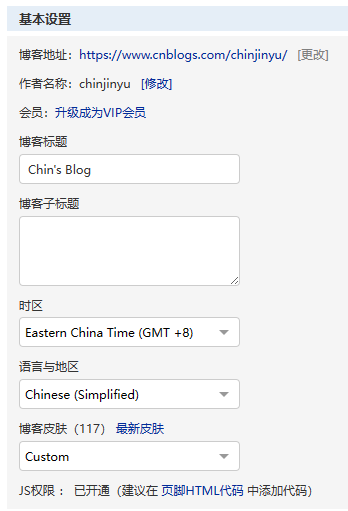 基本设置
博客地址：https://www.cnblogs.com/chinjinyu/ [更改]
作者名称：chinjinyu [修改]
会员：升级成为VIP会员
博客标题
Chin's Blog
博客子标题
时区
Eastern China Time (GMT +8)
语言与地区
Chinese (Simplified)
博客皮肤（117） 最新皮肤
Custom
JS权限： 已开通（建议在 页脚HTML代码 中添加代码）